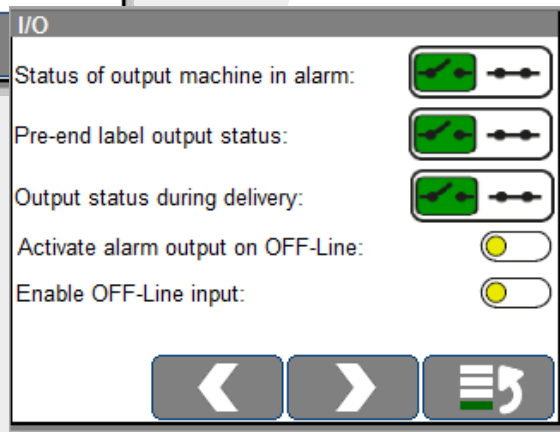 I/O
Status of output machine in alarm:
Pre-end label output status:
Output status during delivery:
Activate alarm output on OFF-Line:
Enable OFF-Line input: